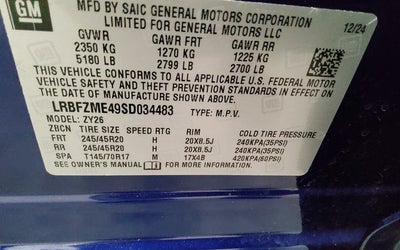 GM
MFD BY SAIC GENERAL MOTORS CORPORATION
LIMITED FOR GENERAL MOTORS LLC
12/24
GVWR GAWR FRT GAWR RR
2350 KG 1270 KG 1225 KG
5180 LB 2799 LB 2700 LB
THIS VEHICLE CONFORMS TO ALL APPLICABLE U.S. FEDERAL MOTOR
VEHICLE SAFETY AND THEFT PREVENTION STANDARDS IN EFFECT ON
THE DATE OF MANUFACTURE SHOWN ABOVE.
LRBFZME49SD034483 TYPE: M.P.V.
MODEL: ZY26
ZBCN TIRE SIZE SPEED RTG RIM COLD TIRE PRESSURE
FRT 245/45R20 H 20X8.5J 240KPA(35PSI)
RR 245/45R20 H 20X8.5J 240KPA(35PSI)
SPA T145/70R17 M 17X4B 420KPA(60PSI)
SEE OWNER'S MANUAL FOR MORE INFORMATION.